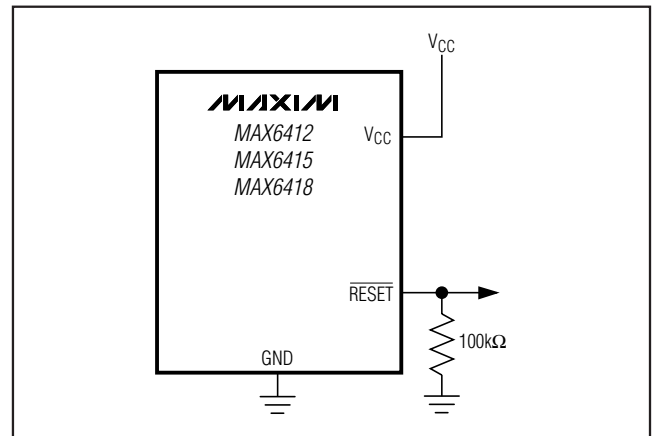 VCC
MAXIM
MAX6412
VCC
MAX6415
MAX6418
RESET
100kΩ
GND